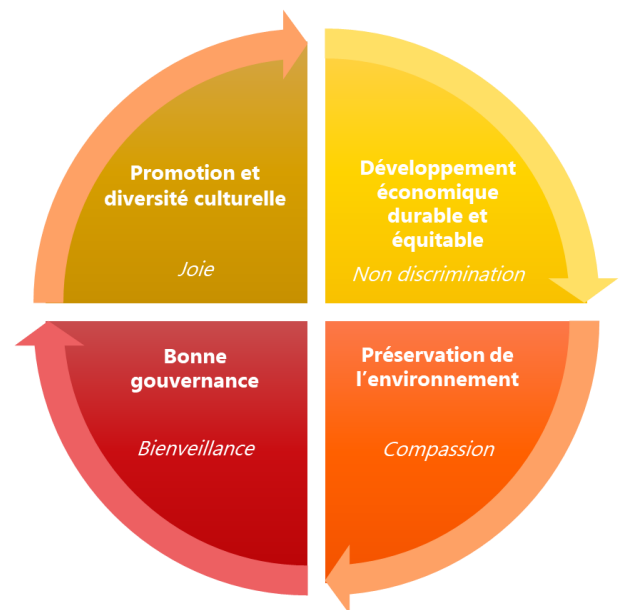 Promotion et
diversité culturelle
Joie
Développement
économique
durable et
équitable
Non discrimination
Bonne
gouvernance
Bienveillance
Préservation de
l’environnement
Compassion